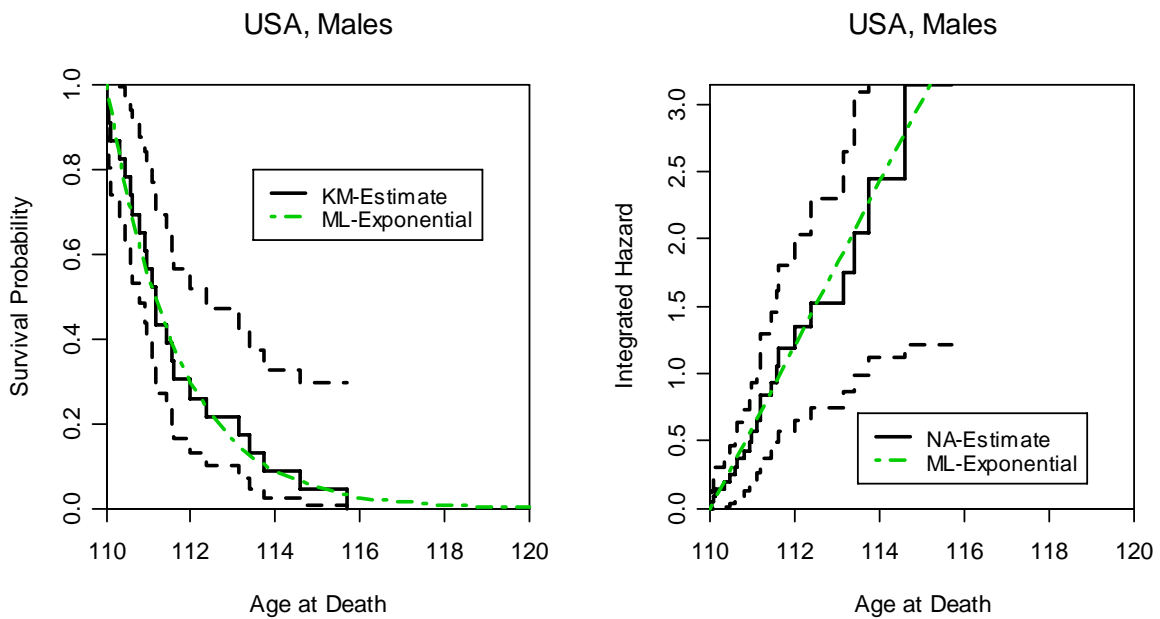 USA, Males
Survival Probability
1.0
0.8
0.6
0.4
0.2
0.0
KM-Estimate
ML-Exponential
110 112 114 116 118 120
Age at Death
USA, Males
Integrated Hazard
3.0
2.5
2.0
1.5
1.0
0.5
0.0
NA-Estimate
ML-Exponential
110 112 114 116 118 120
Age at Death